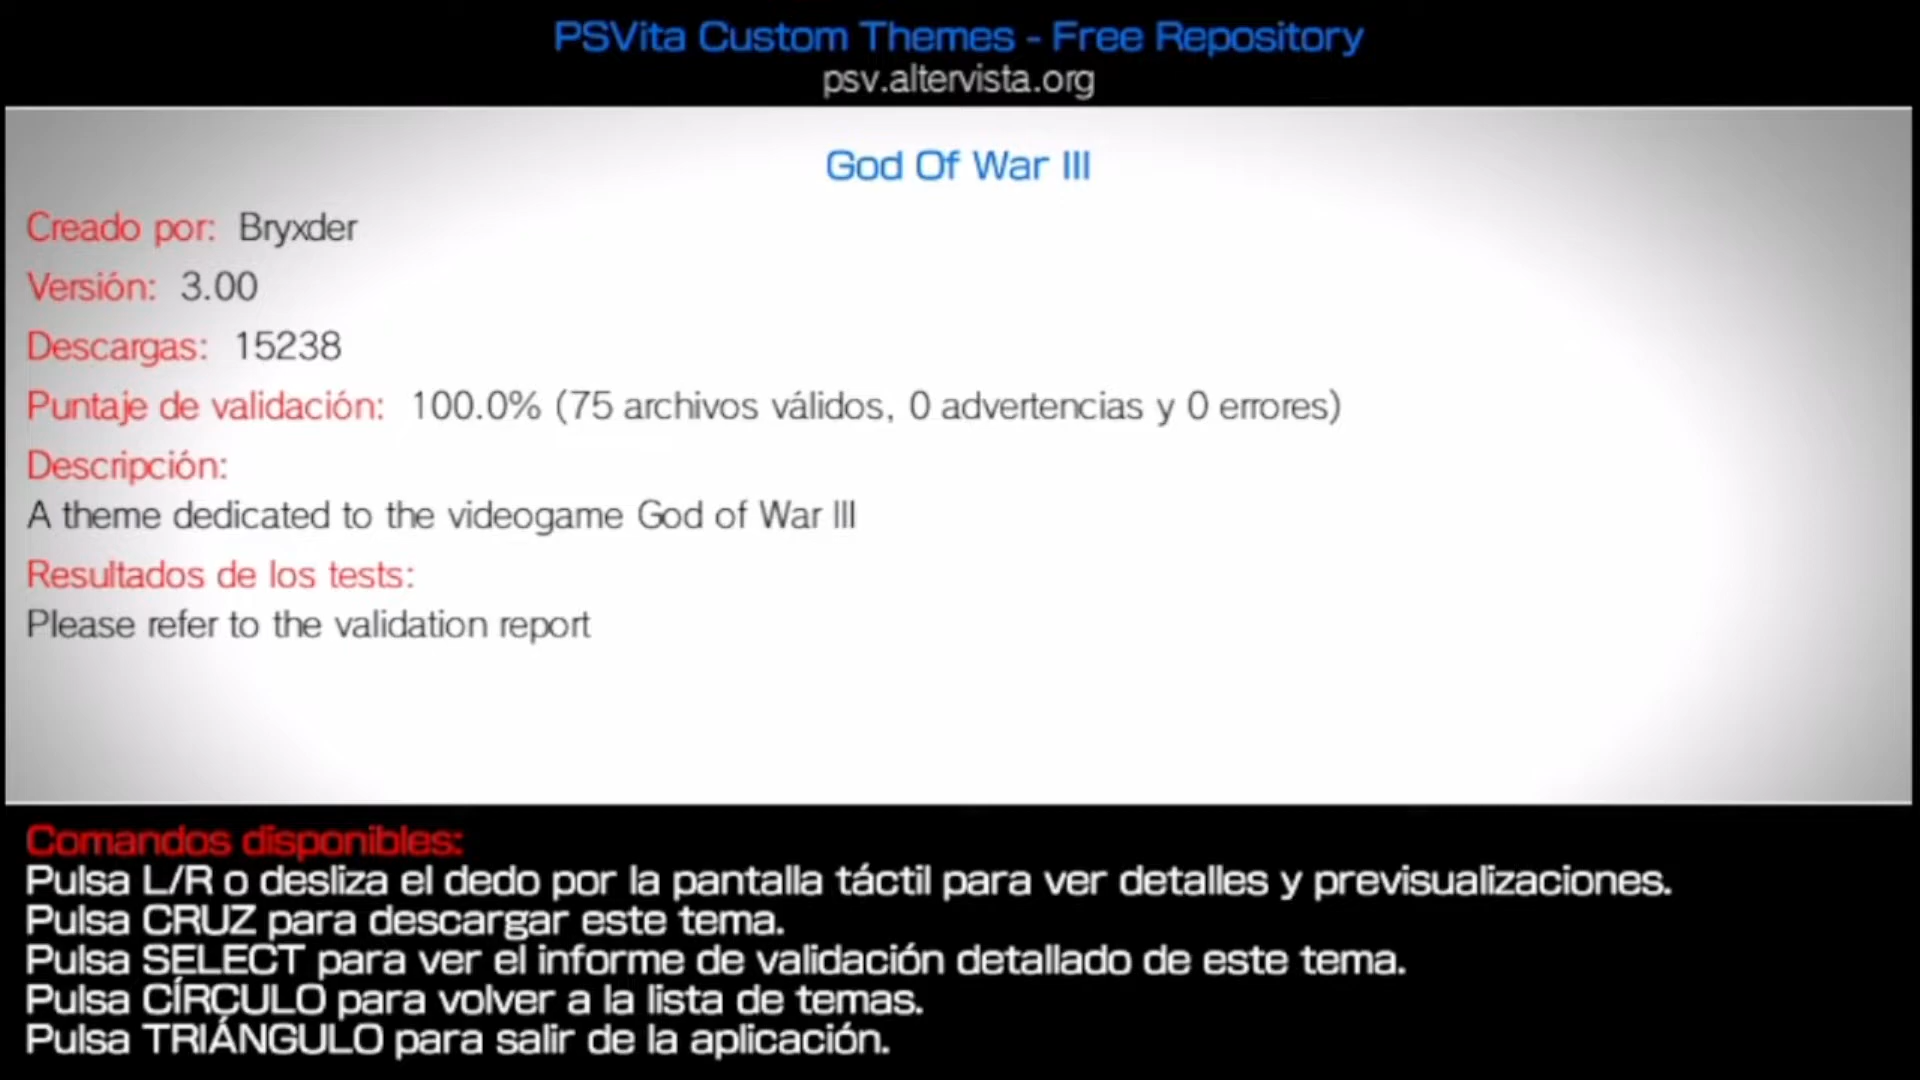 PSVita Custom Themes - Free Repository
psv.altervista.org
God Of War III
Creado por: Bryxder
Versión: 3.00
Descargas: 15238
Puntaje de validación: 100.0% (75 archivos válidos, 0 advertencias y 0 errores)
Descripción:
A theme dedicated to the videogame God of War III
Resultados de los tests:
Please refer to the validation report
Comandos disponibles:
Pulsa L/R o desliza el dedo por la pantalla táctil para ver detalles y previsualizaciones.
Pulsa CRUZ para descargar este tema.
Pulsa SELECT para ver el informe de validación detallado de este tema.
Pulsa CÍRCULO para volver a la lista de temas.
Pulsa TRIÁNGULO para salir de la aplicación.